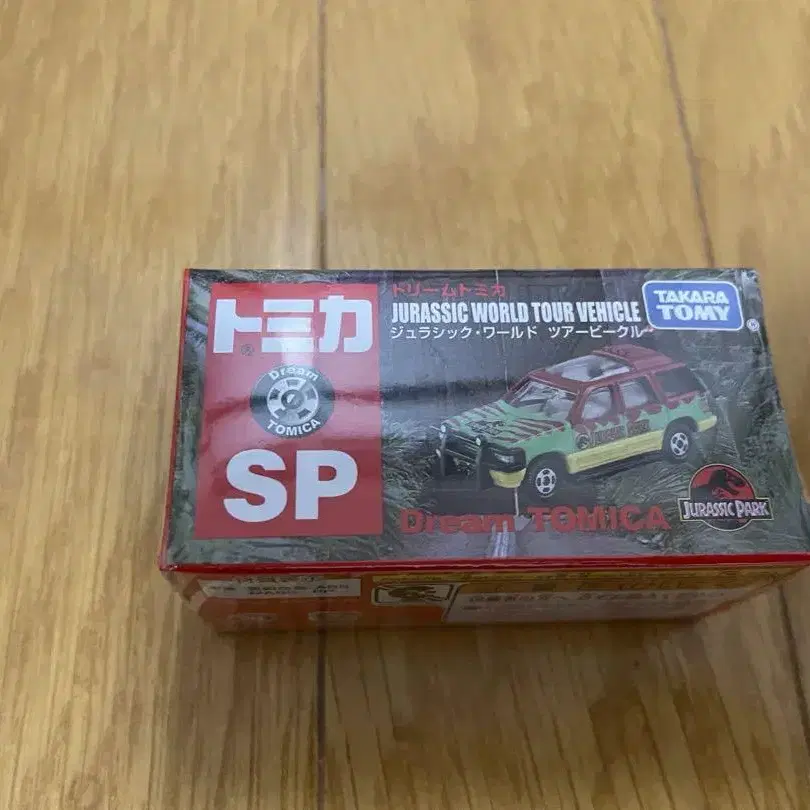 トミカ
Dream
TOMICA
SP
ドリームトミカ
JURASSIC WORLD TOUR VEHICLE
ジュラシック・ワールド ツアービークル
TAKARA
TOMY
Dream TOMICA
JURASSIC PARK